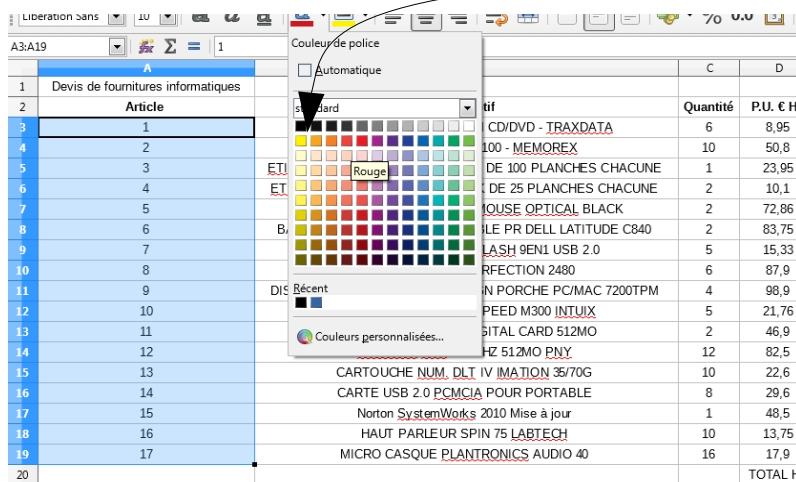 Liberation Sans 10 % 0.0
A3:A19 Σ = 1
Couleur de police
Automatique
standard
Rouge
Récent
Couleurs personnalisées...
A C D
1 Devis de fournitures informatiques
2 Article tif Quantité P.U. € H
3 1 CD/DVD - TRAXDATA 6 8,95
4 2 100 - MEMOREX 10 50,8
5 3 ETI DE 100 PLANCHES CHACUNE 1 23,95
6 4 ET DE 25 PLANCHES CHACUNE 2 10,1
7 5 MOUSE OPTICAL BLACK 2 72,86
8 6 BA BLE PR DELL LATITUDE C840 2 83,75
9 7 LASH 9EN1 USB 2.0 5 15,33
10 8 RFECTION 2480 6 87,9
11 9 DIS GN PORCHE PC/MAC 7200TPM 4 98,9
12 10 PEED M300 INTUIX 5 21,76
13 11 GITAL CARD 512MO 2 46,9
14 12 HZ 512MO PNY 12 82,5
15 13 CARTOUCHE NUM. DLT IV IMATION 35/70G 10 22,6
16 14 CARTE USB 2.0 PCMCIA POUR PORTABLE 8 29,6
17 15 Norton SystemWorks 2010 Mise à jour 1 48,5
18 16 HAUT PARLEUR SPIN 75 LABTECH 10 13,75
19 17 MICRO CASQUE PLANTRONICS AUDIO 40 16 17,9
20 TOTAL H